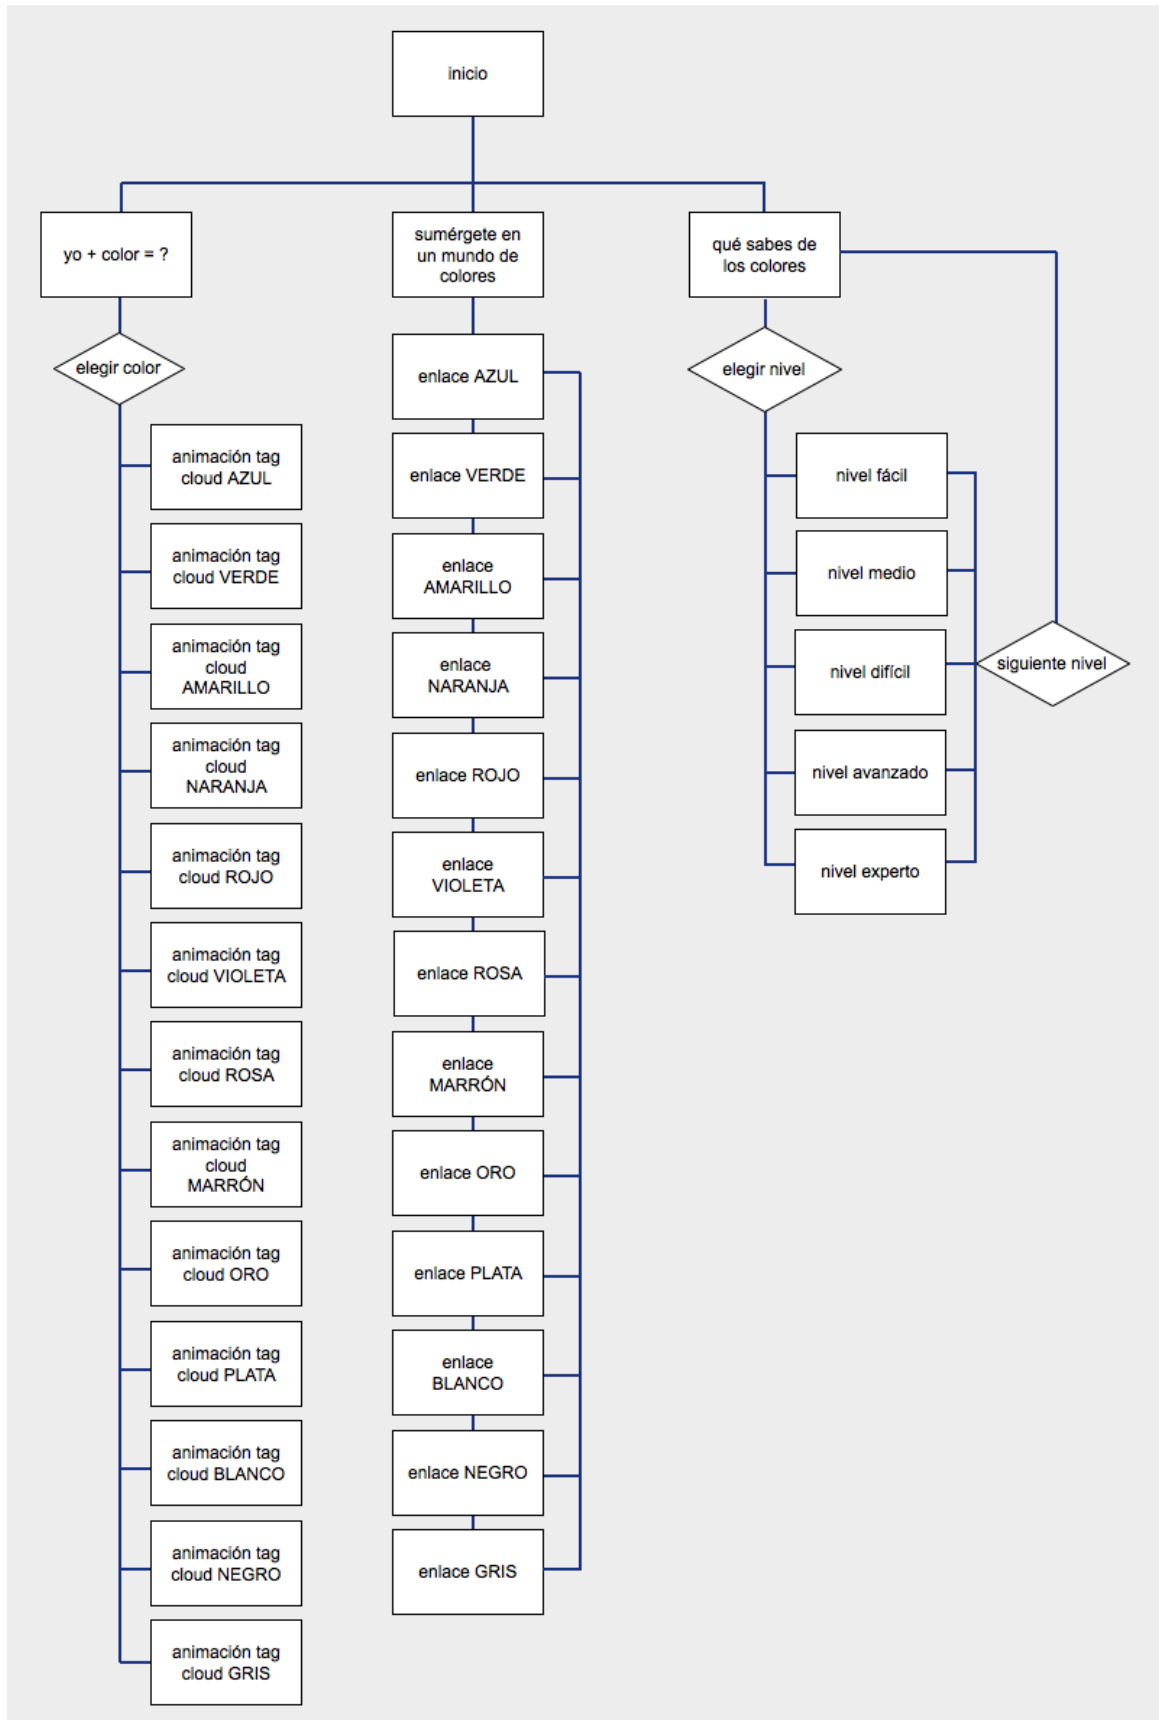 inicio
yo + color = ?
sumérgete en
un mundo de
colores
qué sabes de
los colores
elegir color
animación tag
cloud AZUL
animación tag
cloud VERDE
animación tag
cloud
AMARILLO
animación tag
cloud
NARANJA
animación tag
cloud ROJO
animación tag
cloud VIOLETA
animación tag
cloud ROSA
animación tag
cloud
MARRÓN
animación tag
cloud ORO
animación tag
cloud PLATA
animación tag
cloud BLANCO
animación tag
cloud NEGRO
animación tag
cloud GRIS
enlace AZUL
enlace VERDE
enlace
AMARILLO
enlace
NARANJA
enlace ROJO
enlace
VIOLETA
enlace ROSA
enlace
MARRÓN
enlace ORO
enlace PLATA
enlace
BLANCO
enlace NEGRO
enlace GRIS
elegir nivel
nivel fácil
nivel medio
nivel difícil
nivel avanzado
nivel experto
siguiente nivel